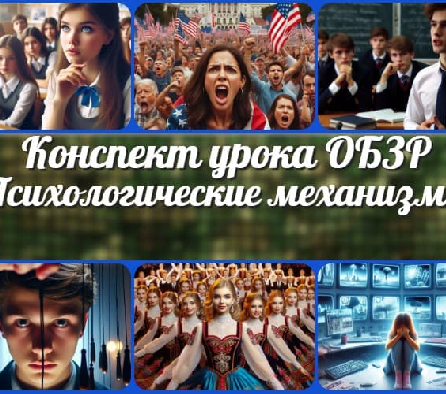 Конспект урока ОБЗР
Психологические механизм